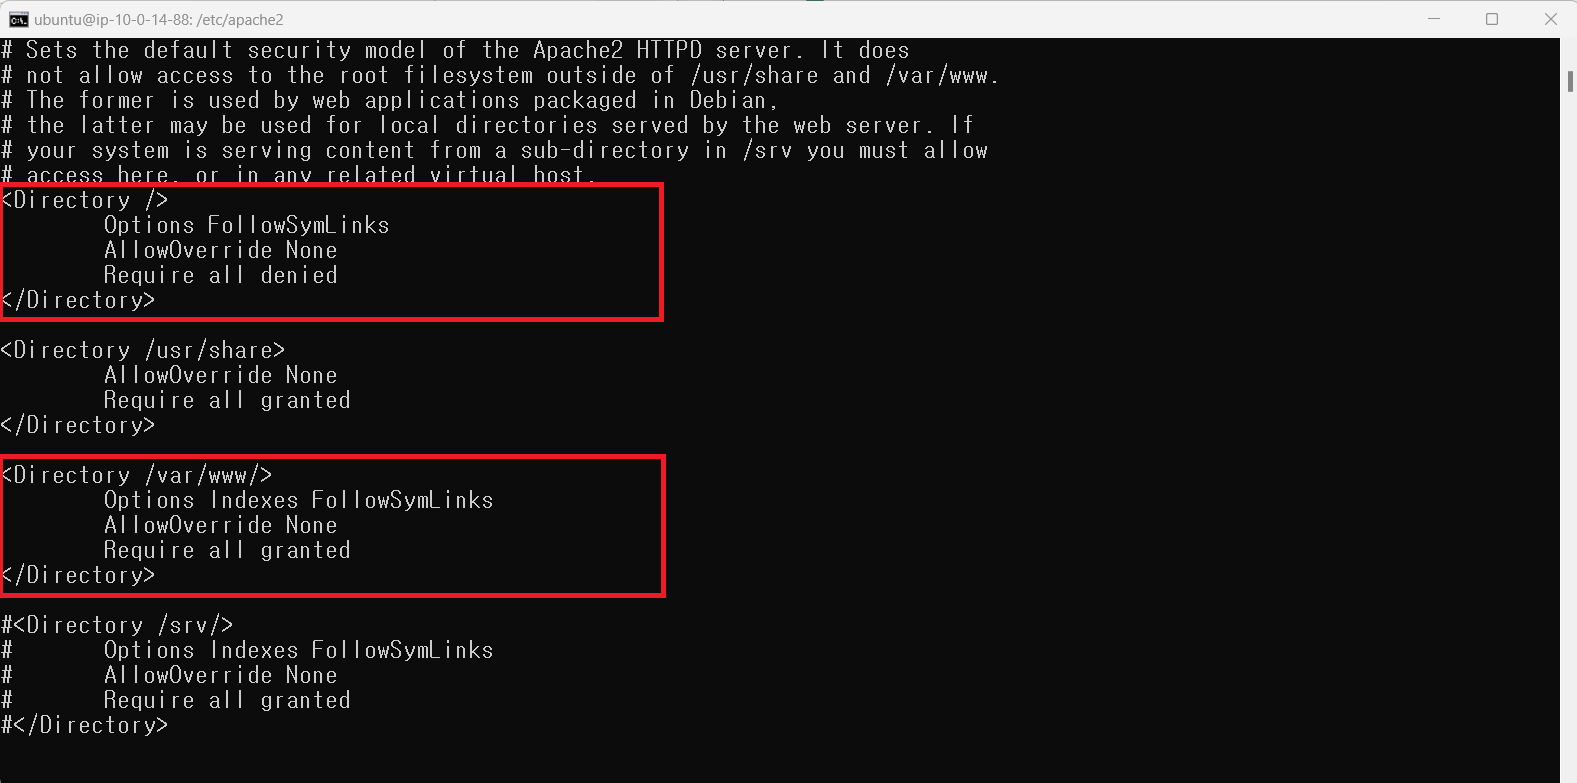 ubuntu@ip-10-0-14-88: /etc/apache2
# Sets the default security model of the Apache2 HTTPD server. It does
# not allow access to the root filesystem outside of /usr/share and /var/www.
# The former is used by web applications packaged in Debian,
# the latter may be used for local directories served by the web server. If
# your system is serving content from a sub-directory in /srv you must allow
# access here, or in any related virtual host.
<Directory />
        Options FollowSymLinks
        AllowOverride None
        Require all denied
</Directory>

<Directory /usr/share>
        AllowOverride None
        Require all granted
</Directory>

<Directory /var/www/>
        Options Indexes FollowSymLinks
        AllowOverride None
        Require all granted
</Directory>

#<Directory /srv/>
#       Options Indexes FollowSymLinks
#       AllowOverride None
#       Require all granted
#</Directory>